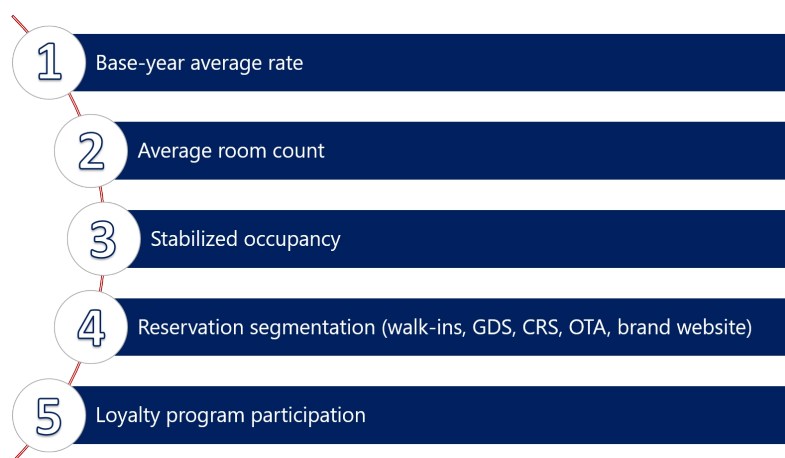 1 Base-year average rate
2 Average room count
3 Stabilized occupancy
4 Reservation segmentation (walk-ins, GDS, CRS, OTA, brand website)
5 Loyalty program participation